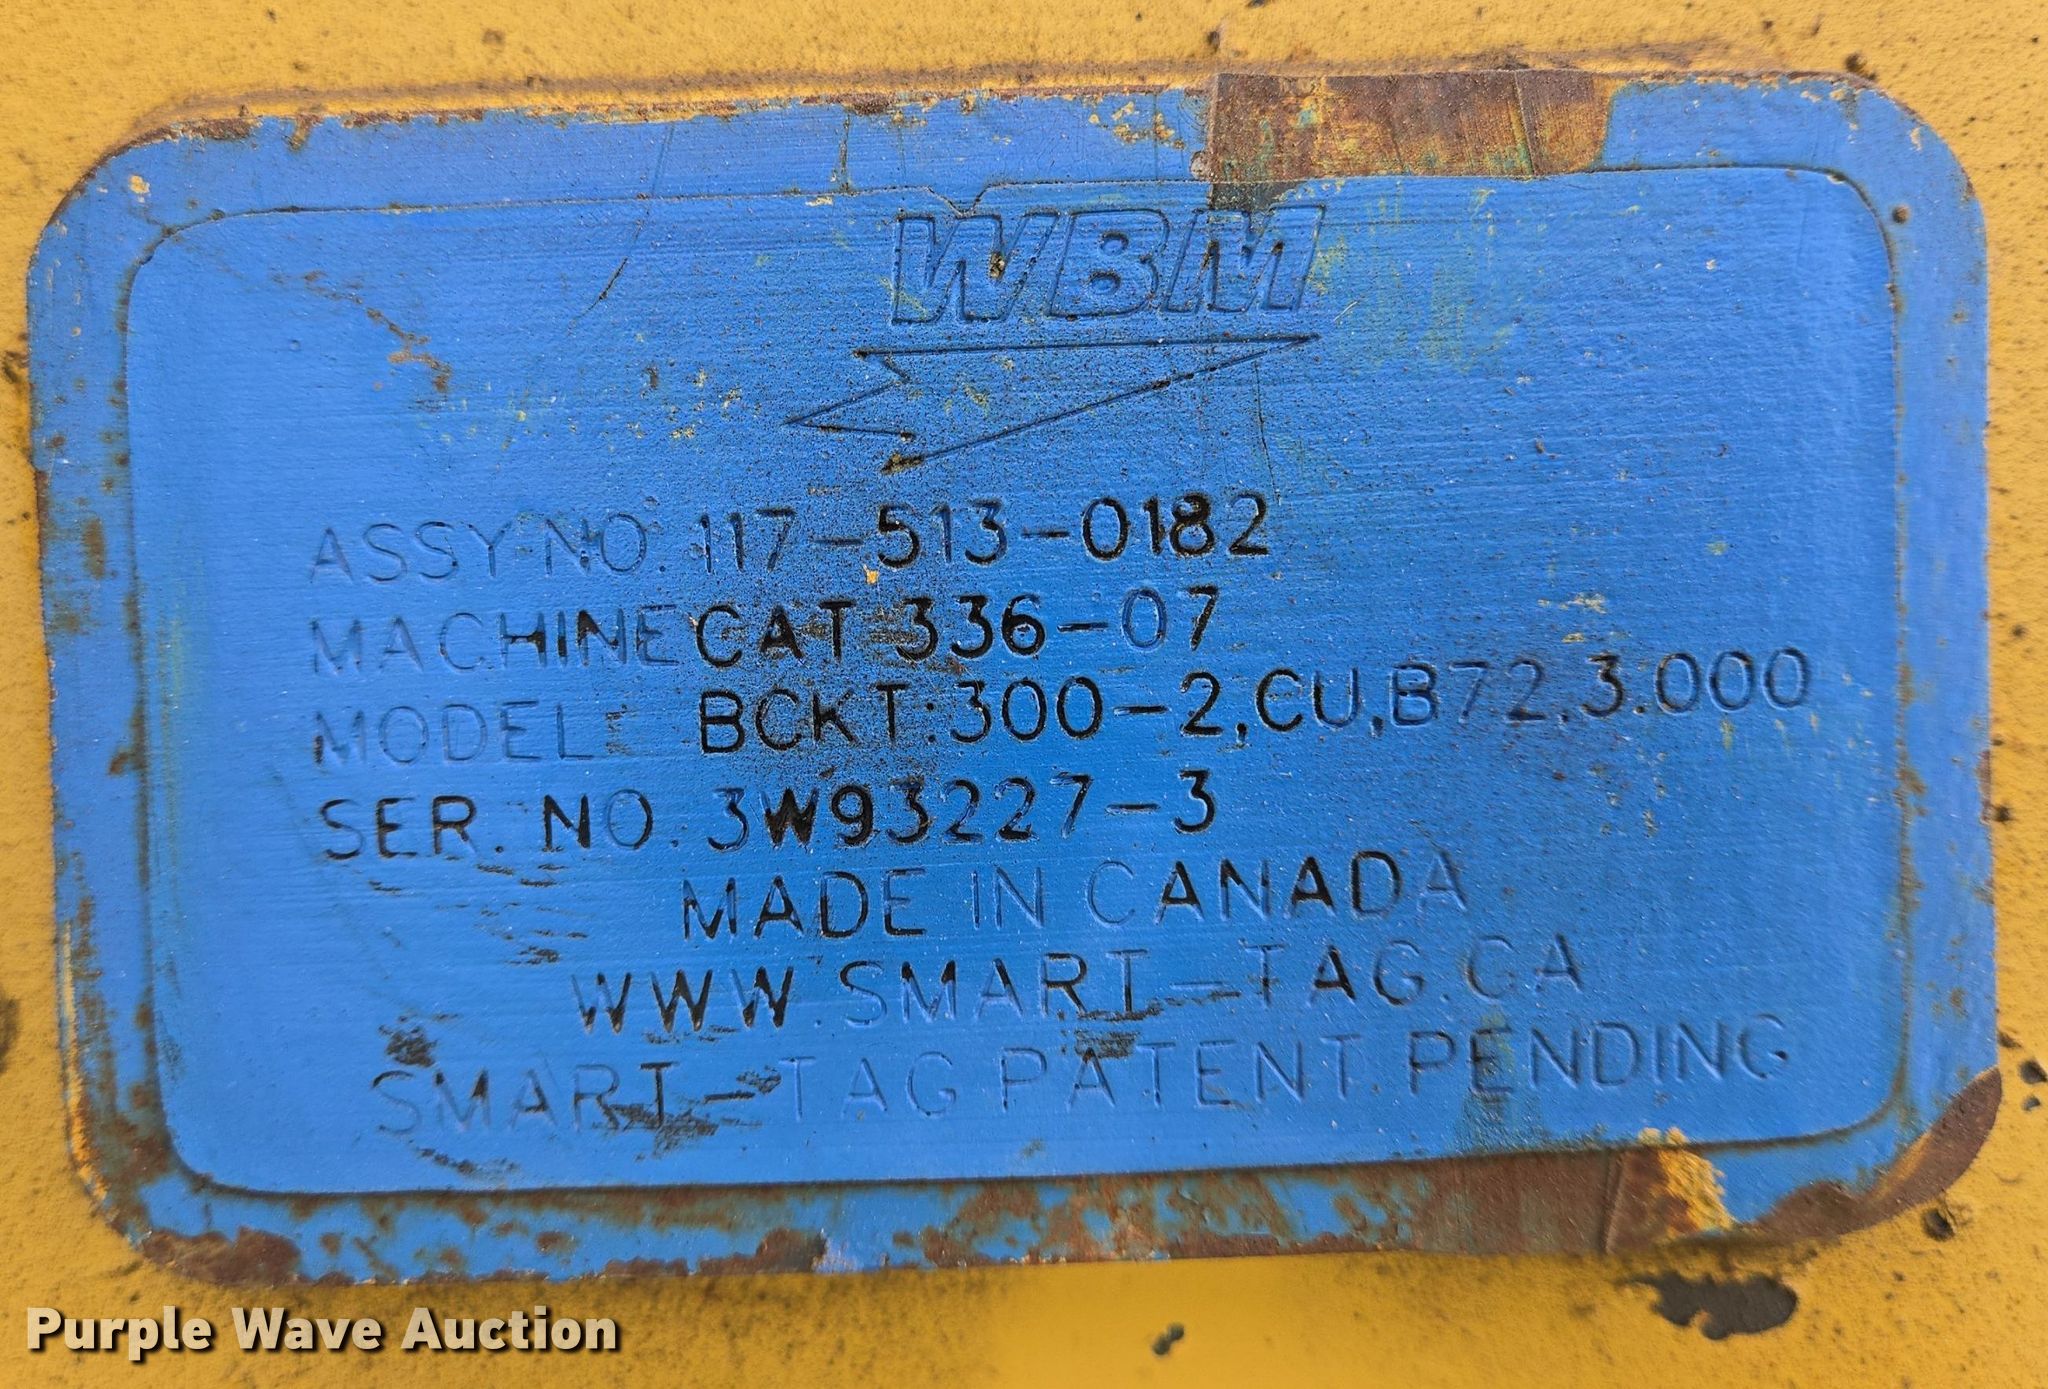 WBM
ASSY NO. 117-513-0182
MACHINE CAT 336-07
MODEL: BCKT:300-2,CU,B72,3.000
SER. NO. 3W93227-3
MADE IN CANADA
WWW.SMART-TAG.CA
SMART-TAG PATENT PENDING
Purple Wave Auction